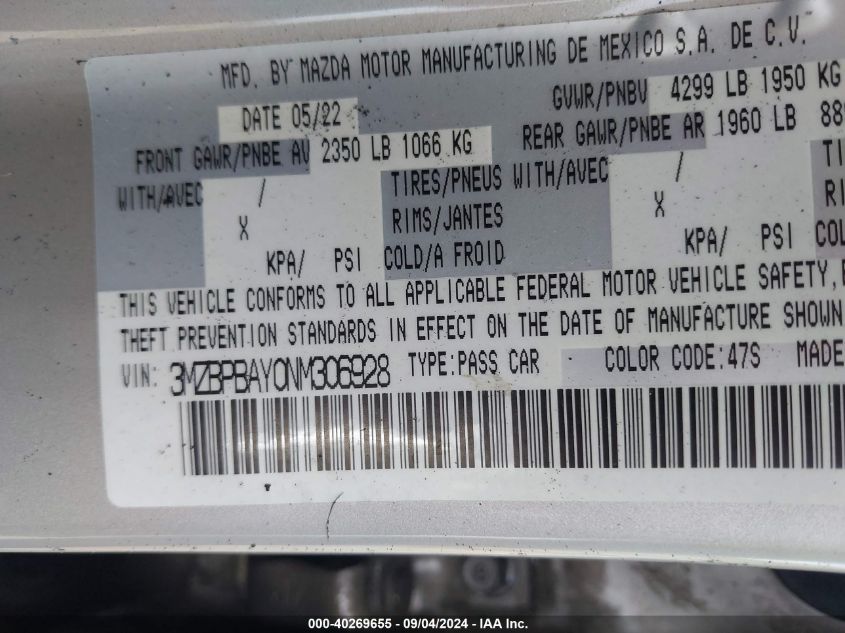 MFD. BY MAZDA MOTOR MANUFACTURING DE MEXICO S.A. DE C.V.
DATE 05/22 GVWR/PNBV 4299 LB 1950 KG
FRONT GAWR/PNBE AV 2350 LB 1066 KG REAR GAWR/PNBE AR 1960 LB
WITH/AVEC / TIRES/PNEUS WITH/AVEC /
X RIMS/JANTES X
KPA/ PSI COLD/A FROID KPA/ PSI
THIS VEHICLE CONFORMS TO ALL APPLICABLE FEDERAL MOTOR VEHICLE SAFETY,
THEFT PREVENTION STANDARDS IN EFFECT ON THE DATE OF MANUFACTURE SHOWN
VIN: 3MZBPBAY0NM306928 TYPE:PASS CAR COLOR CODE:47S MADE
000-40269655 - 09/04/2024 - IAA Inc.